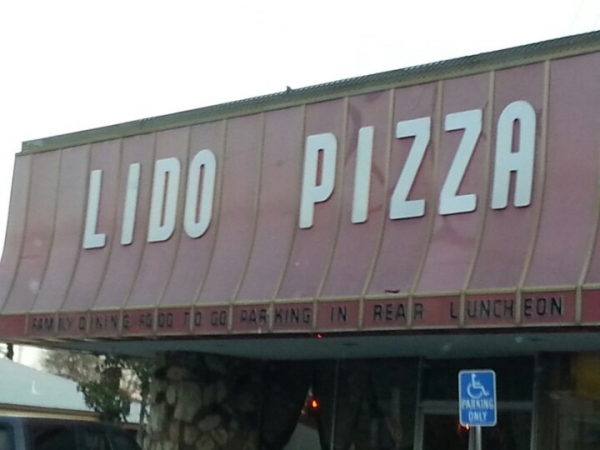 LIDO PIZZA
FAMILY DINING FOOD TO GO PARKING IN REAR LUNCHEON
PARKING
ONLY